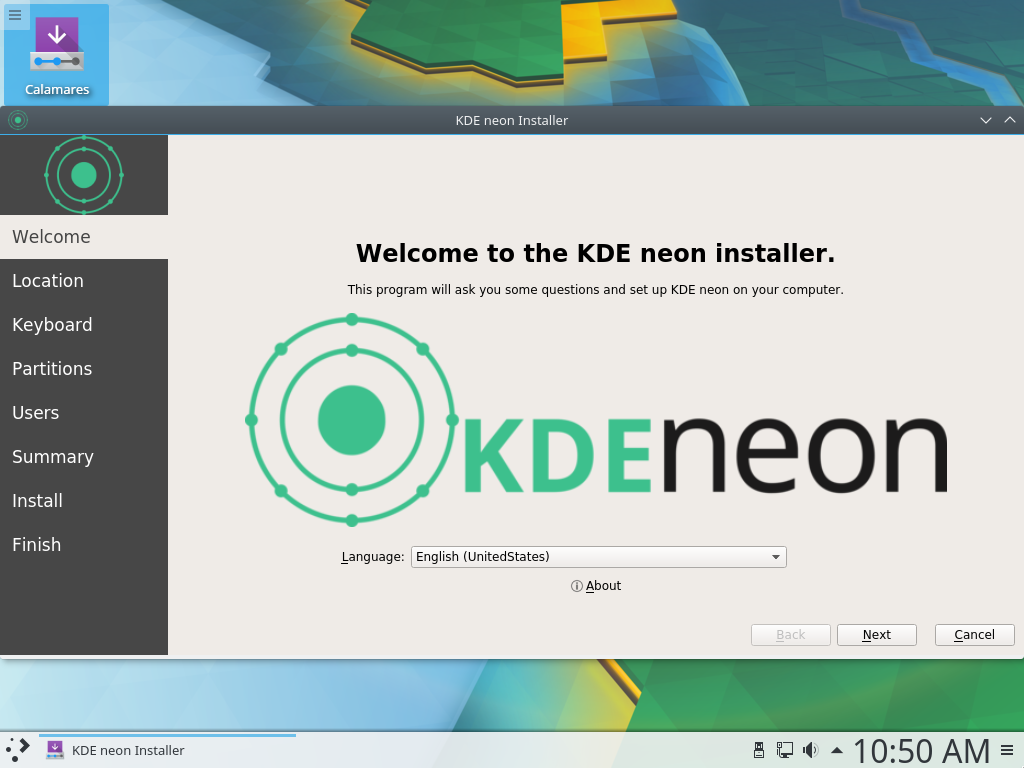 Calamares
KDE neon Installer
Welcome
Location
Keyboard
Partitions
Users
Summary
Install
Finish
Welcome to the KDE neon installer.
This program will ask you some questions and set up KDE neon on your computer.
KDEneon
Language: English (UnitedStates)
About
Back Next Cancel
KDE neon Installer 10:50 AM